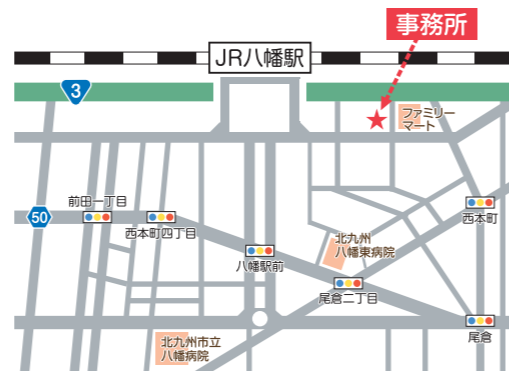 事務所
JR八幡駅
3
ファミリー
マート
前田一丁目
50
西本町四丁目
西本町
北九州
八幡東病院
八幡駅前
尾倉二丁目
尾倉
北九州市立
八幡病院